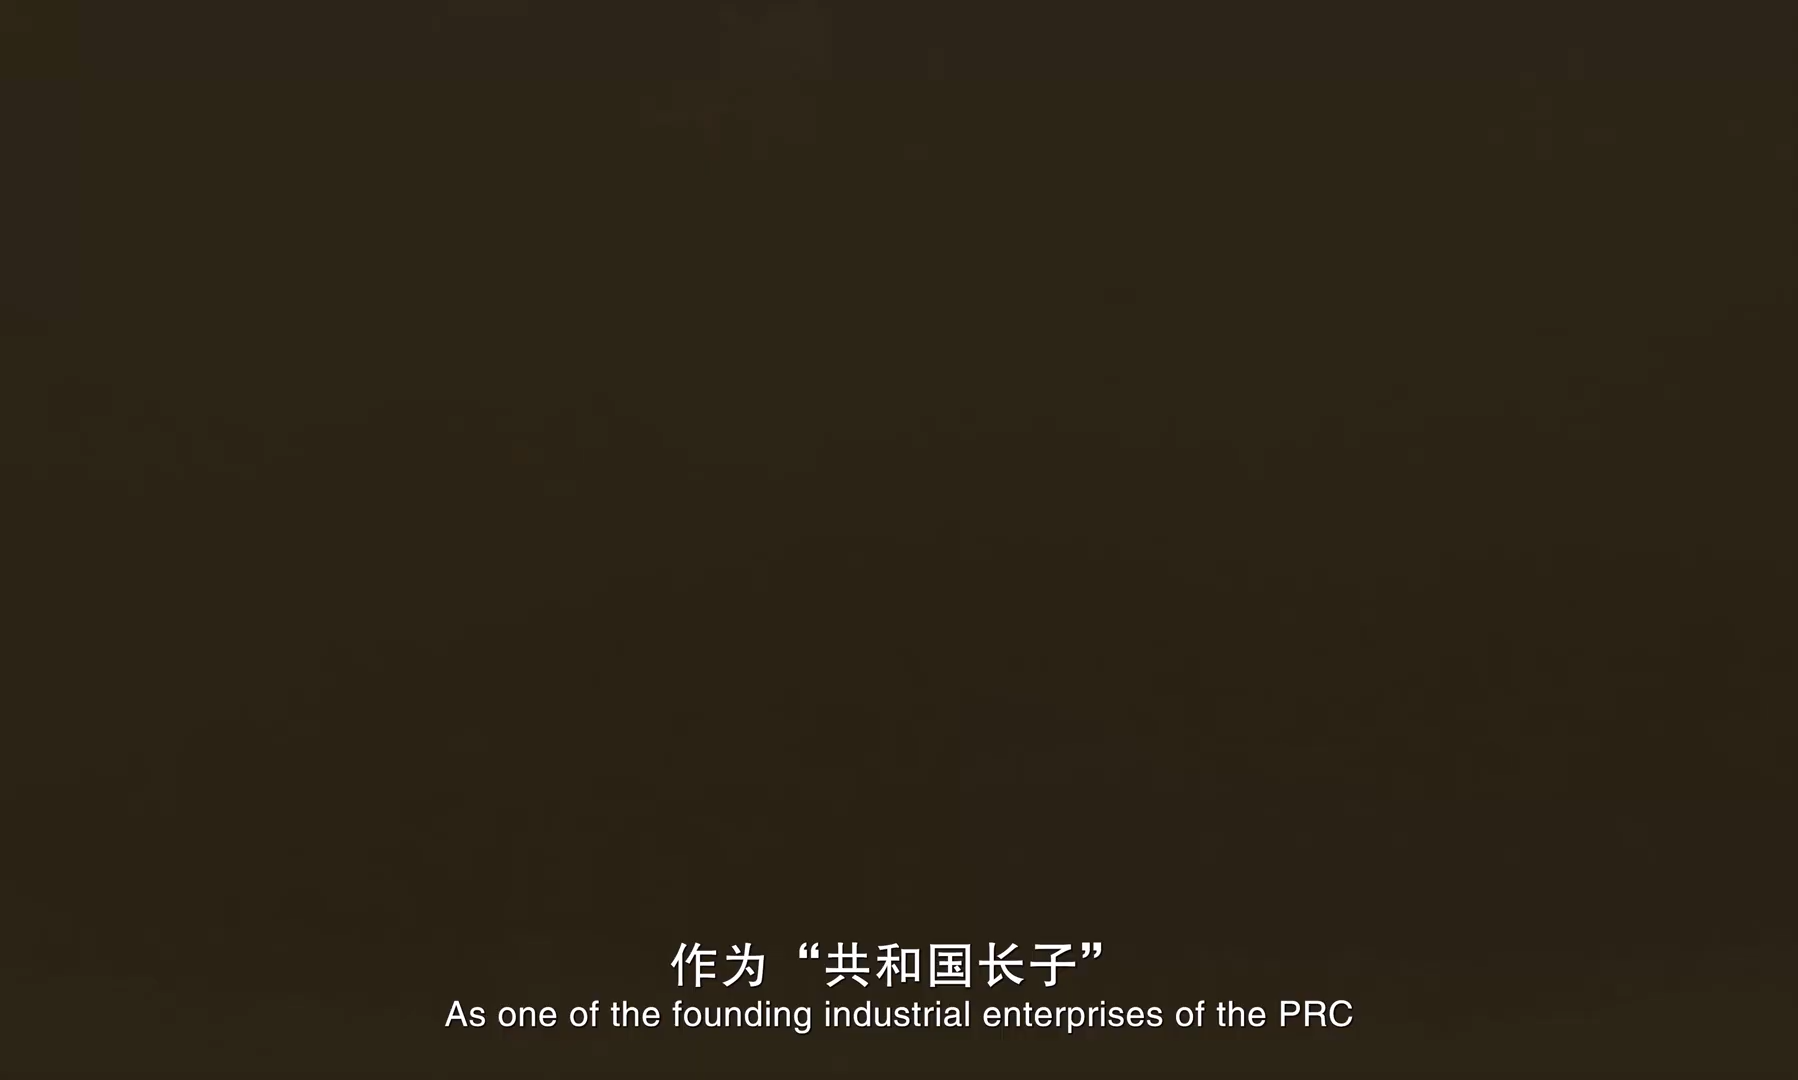 作为“共和国长子”
As one of the founding industrial enterprises of the PRC